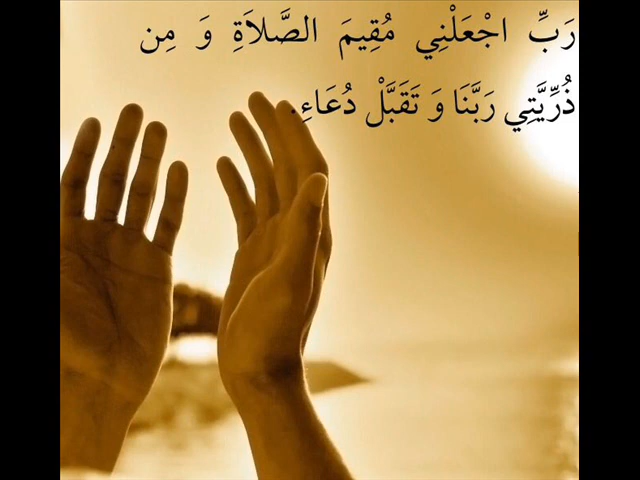 رَبِّ اجْعَلْنِي مُقِيمَ الصَّلاَةِ وَ مِن
ذُرِّيَّتِي رَبَّنَا وَ تَقَبَّلْ دُعَاءِ.